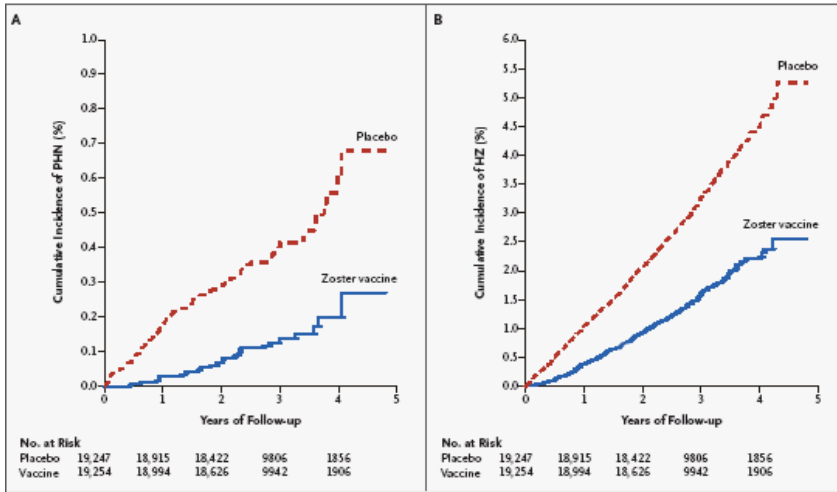 A
Cumulative Incidence of PHN (%)
1.0
0.9
0.8
0.7
0.6
0.5
0.4
0.3
0.2
0.1
0.0
Placebo
Zoster vaccine
0 1 2 3 4 5
Years of Follow-up
No. at Risk
Placebo 19,247 18,915 18,422 9806 1856
Vaccine 19,254 18,994 18,626 9942 1906
B
Cumulative Incidence of HZ (%)
6.0
5.5
5.0
4.5
4.0
3.5
3.0
2.5
2.0
1.5
1.0
0.5
0.0
Placebo
Zoster vaccine
0 1 2 3 4 5
Years of Follow-up
19,247 18,915 18,422 9806 1856
19,254 18,994 18,626 9942 1906